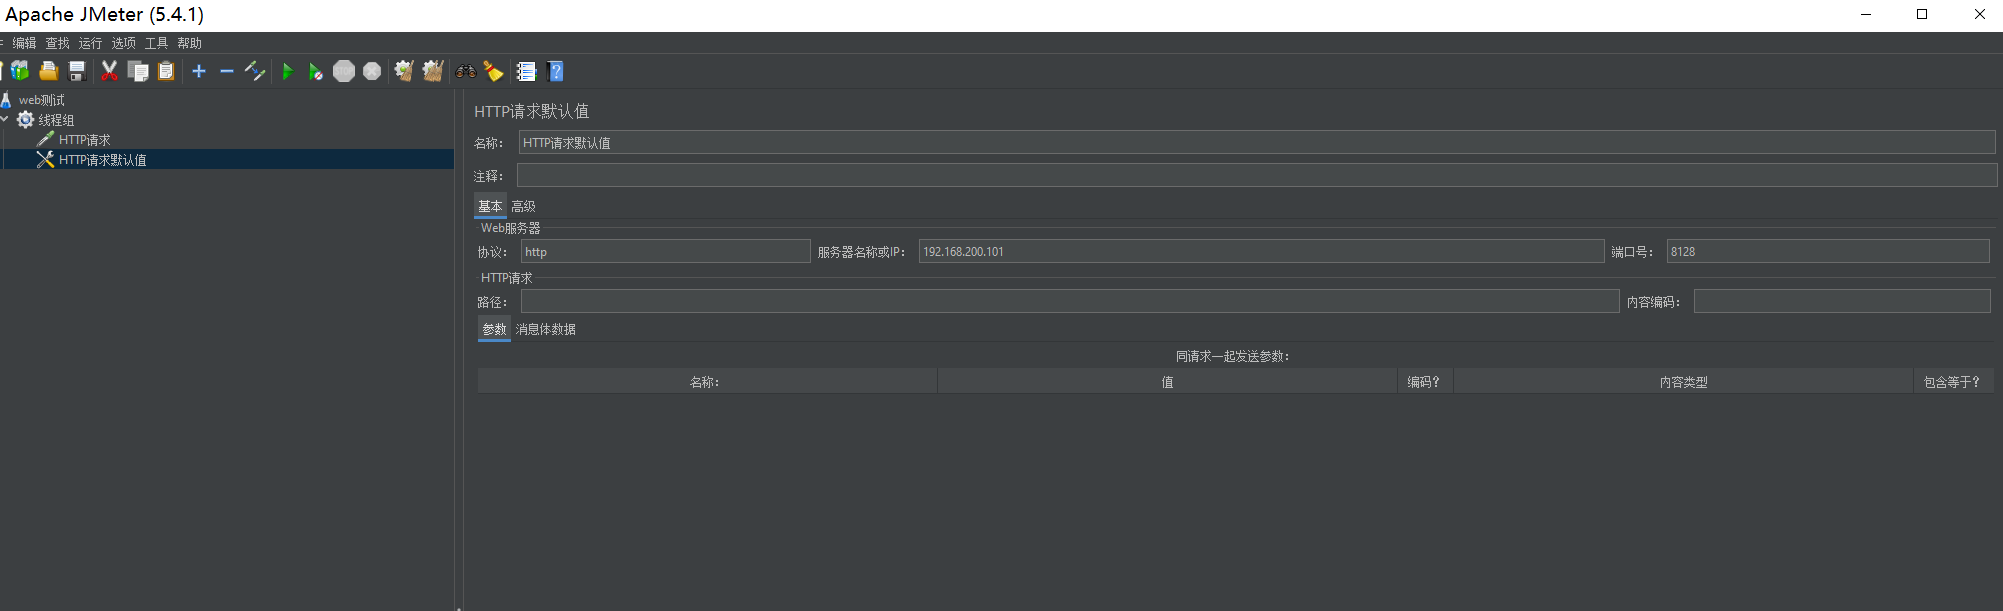 Apache JMeter (5.4.1)
编辑 查找 运行 选项 工具 帮助
STOP
web测试
线程组
HTTP请求
HTTP请求默认值
HTTP请求默认值
名称： HTTP请求默认值
注释：
基本 高级
Web服务器
协议： http 服务器名称或IP： 192.168.200.101 端口号： 8128
HTTP请求
路径： 内容编码：
参数 消息体数据
同请求一起发送参数：
名称： 值 编码？ 内容类型 包含等于？